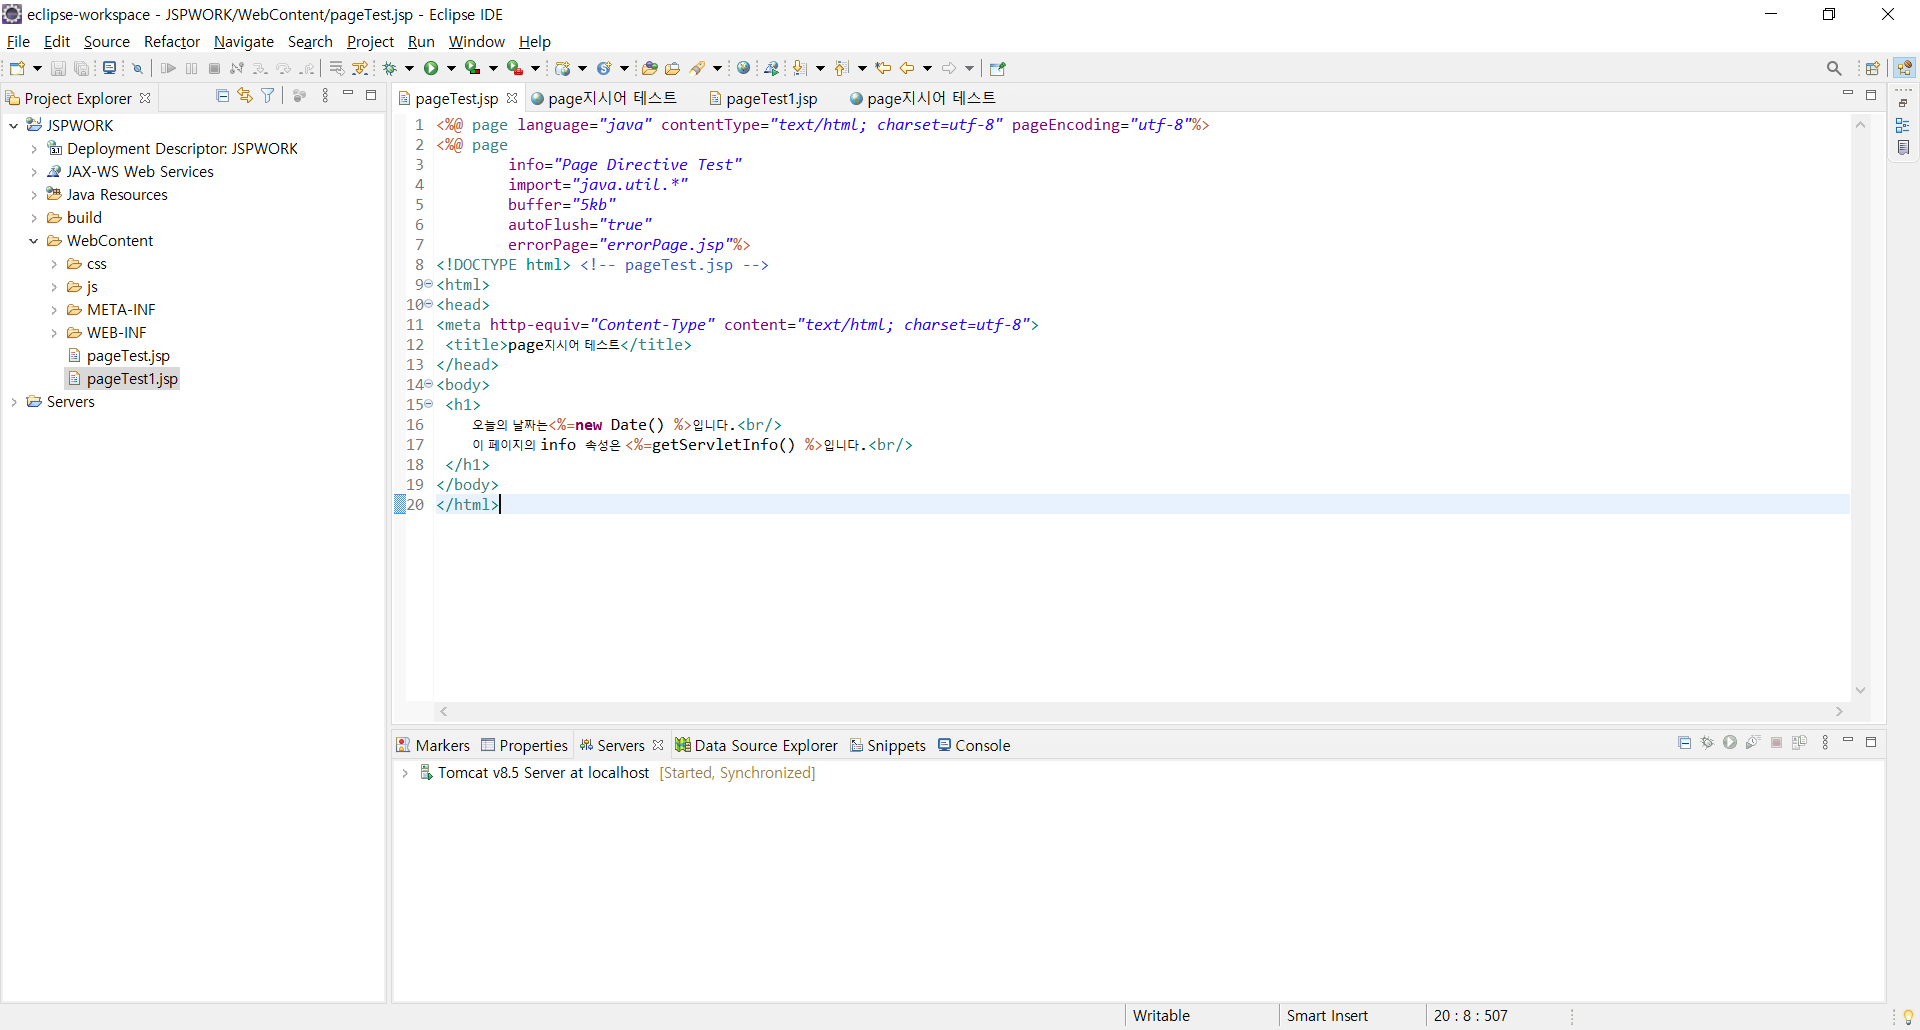 eclipse-workspace - JSPWORK/WebContent/pageTest.jsp - Eclipse IDE
File Edit Source Refactor Navigate Search Project Run Window Help
Project Explorer
JSPWORK
Deployment Descriptor: JSPWORK
JAX-WS Web Services
Java Resources
build
WebContent
css
js
META-INF
WEB-INF
pageTest.jsp
pageTest1.jsp
Servers
pageTest.jsp page지시어 테스트 pageTest1.jsp page지시어 테스트
1 <%@ page language="java" contentType="text/html; charset=utf-8" pageEncoding="utf-8"%>
2 <%@ page
3 info="Page Directive Test"
4 import="java.util.*"
5 buffer="5kb"
6 autoFlush="true"
7 errorPage="errorPage.jsp"%>
8 <!DOCTYPE html> <!-- pageTest.jsp -->
9 <html>
10 <head>
11 <meta http-equiv="Content-Type" content="text/html; charset=utf-8">
12 <title>page지시어 테스트</title>
13 </head>
14 <body>
15 <h1>
16 오늘의 날짜는<%=new Date() %>입니다.<br/>
17 이 페이지의 info 속성은 <%=getServletInfo() %>입니다.<br/>
18 </h1>
19 </body>
20 </html>
Markers Properties Servers Data Source Explorer Snippets Console
Tomcat v8.5 Server at localhost [Started, Synchronized]
Writable Smart Insert 20 : 8 : 507